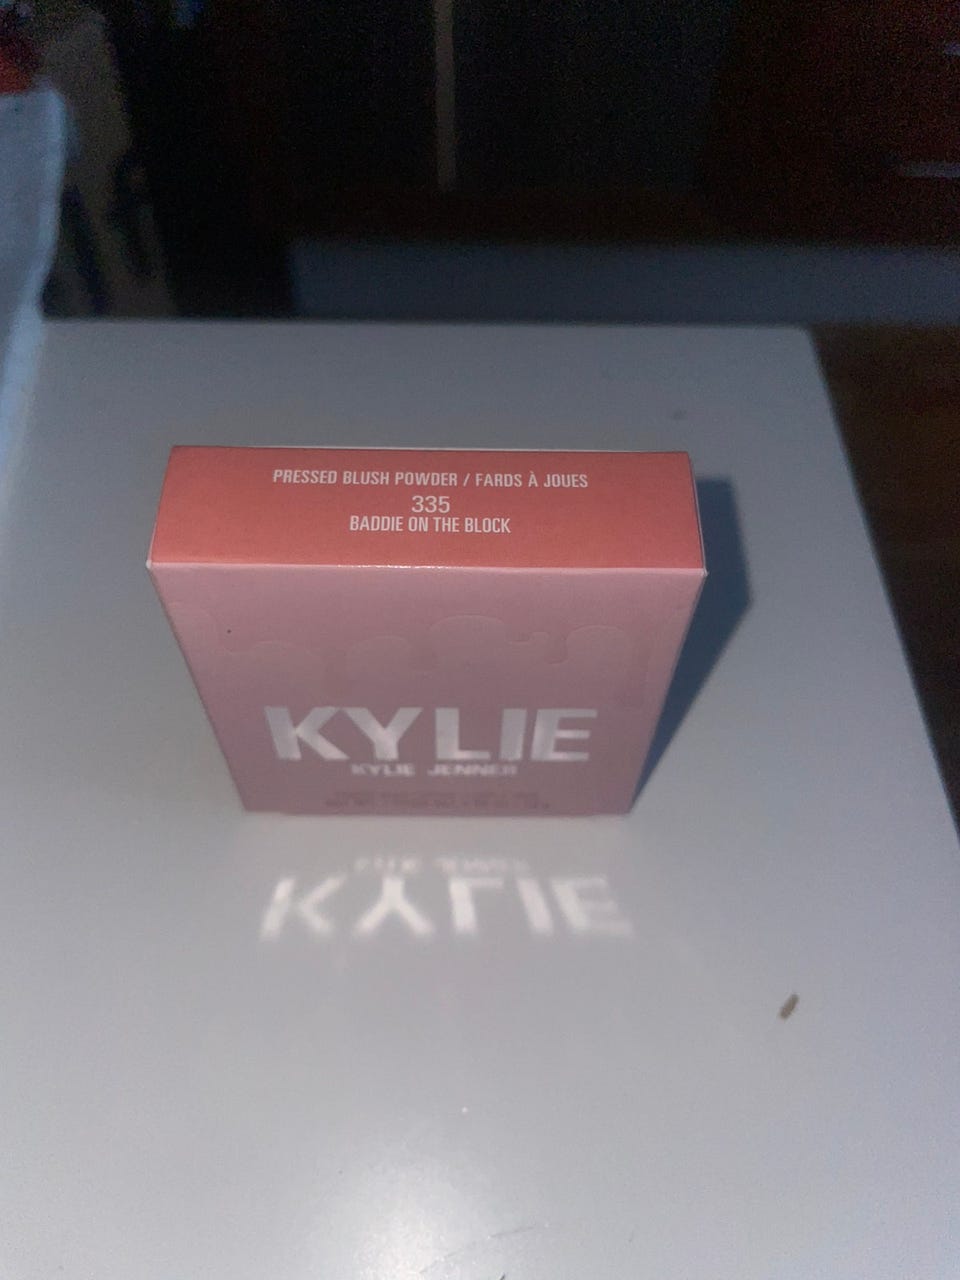 PRESSED BLUSH POWDER / FARDS À JOUES
335
BADDIE ON THE BLOCK
KYLIE
KYLIE JENNER